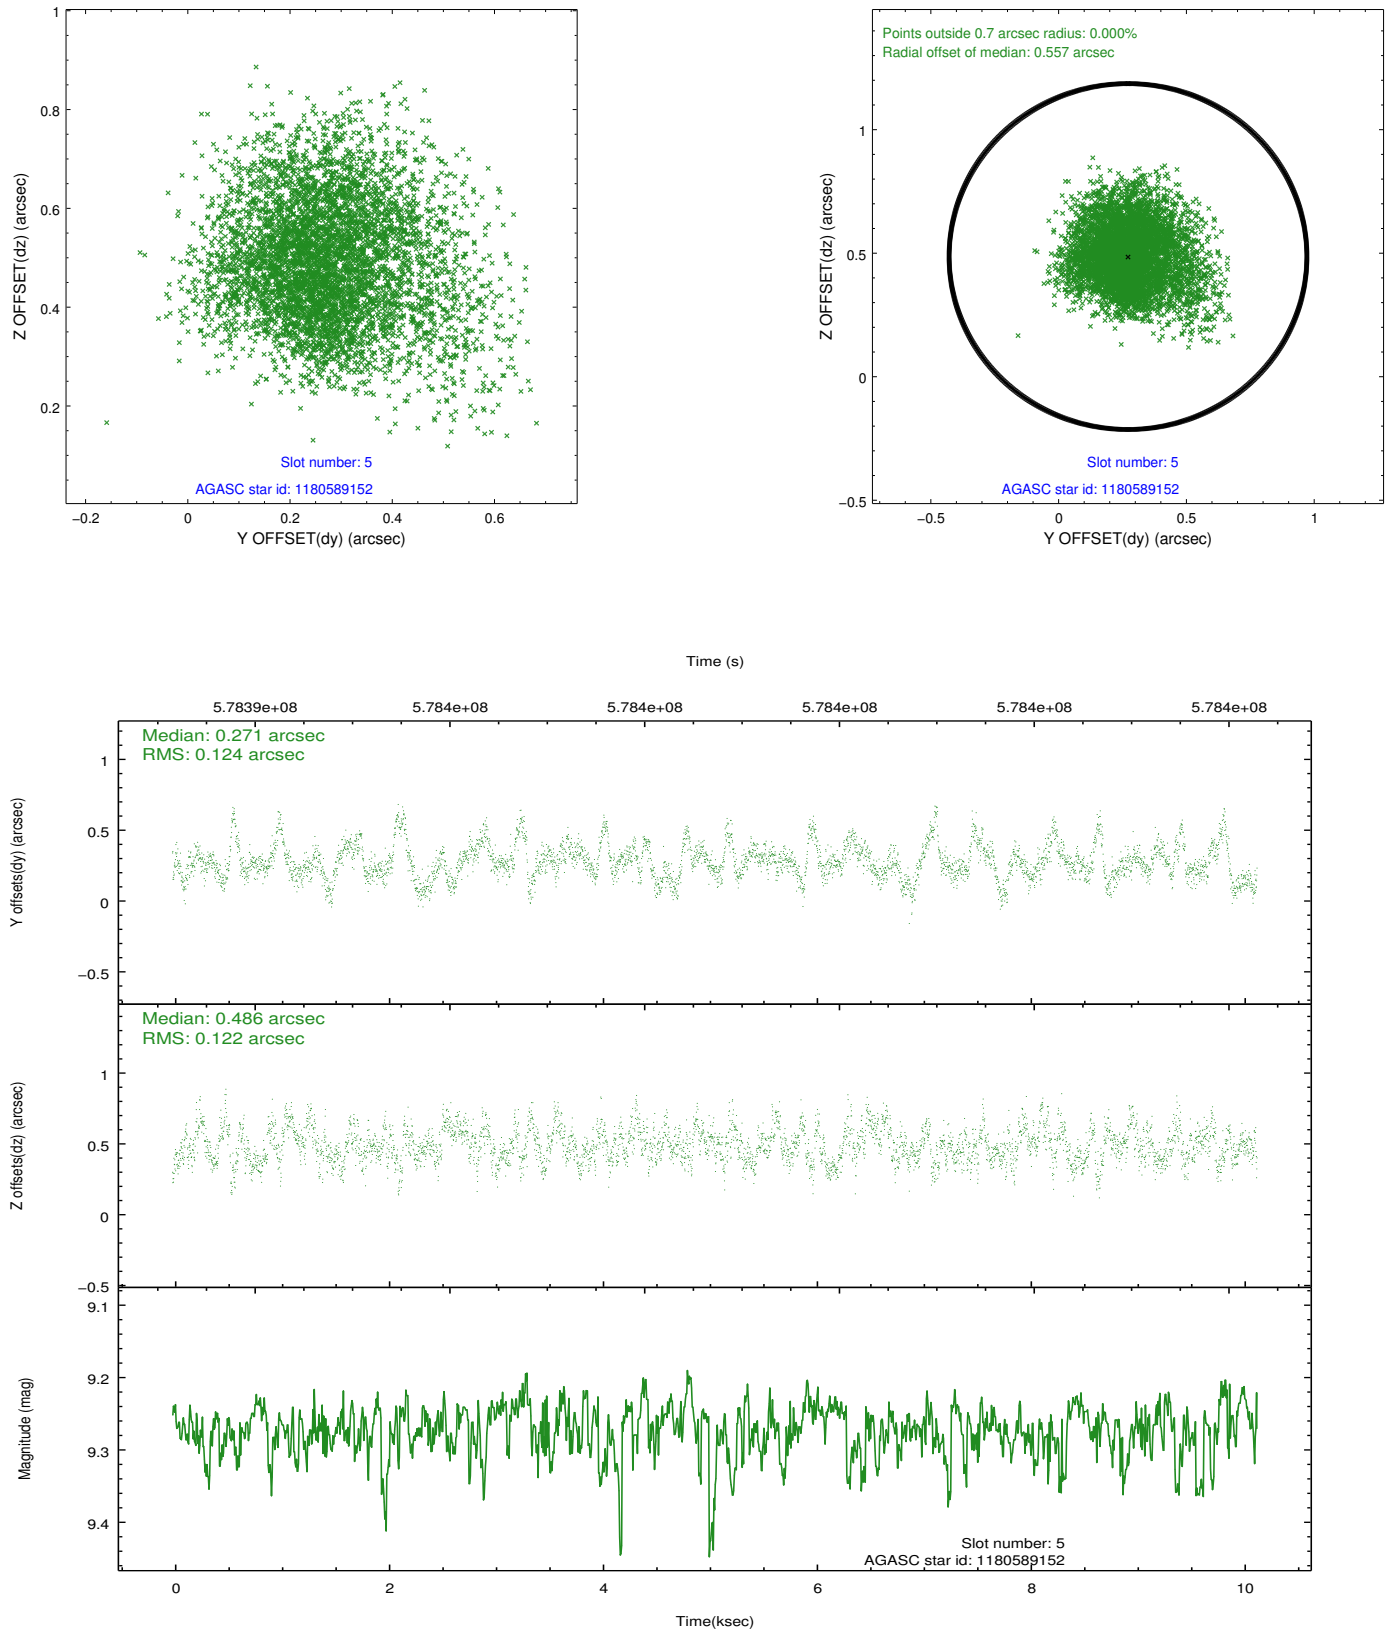 1
0.8
0.6
0.4
0.2
Z OFFSET(dz) (arcsec)
Slot number: 5
AGASC star id: 1180589152
−0.2
0
0.2
0.4
0.6
Y OFFSET(dy) (arcsec)
Points outside 0.7 arcsec radius: 0.000%
Radial offset of median: 0.557 arcsec
1
0.5
0
−0.5
Z OFFSET(dz) (arcsec)
Slot number: 5
AGASC star id: 1180589152
−0.5
0
0.5
1
Y OFFSET(dy) (arcsec)
Time (s)
5.7839e+08
5.784e+08
5.784e+08
5.784e+08
5.784e+08
5.784e+08
Median: 0.271 arcsec
RMS: 0.124 arcsec
1
0.5
0
−0.5
Y offsets(dy) (arcsec)
Median: 0.486 arcsec
RMS: 0.122 arcsec
1
0.5
0
−0.5
Z offsets(dz) (arcsec)
9.1
9.2
9.3
9.4
Magnitude (mag)
Slot number: 5
AGASC star id: 1180589152
0
2
4
6
8
10
Time(ksec)